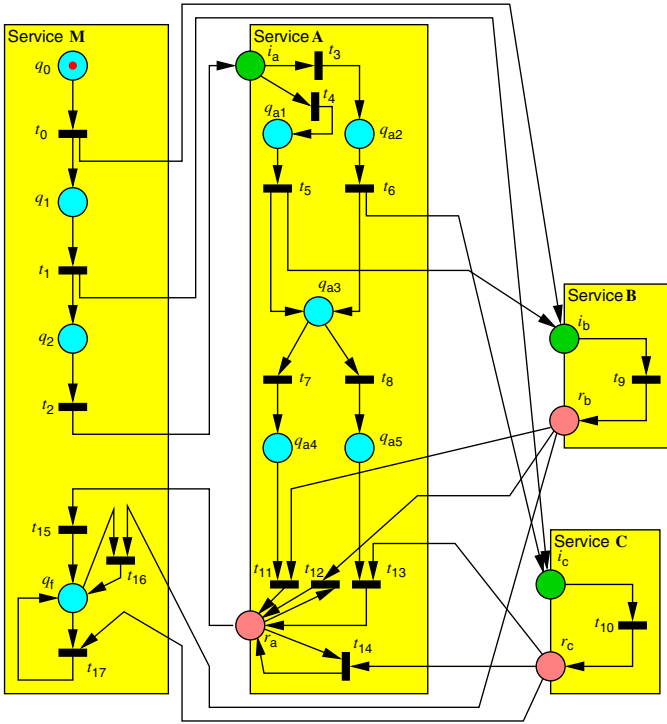 Service M
q0
t0
q1
t1
q2
t2
t15
t16
qf
t17
Service A
ia
t3
t4
qa1
qa2
t5
t6
qa3
t7
t8
qa4
qa5
t11
t12
t13
ra
t14
Service B
ib
t9
rb
Service C
ic
t10
rc